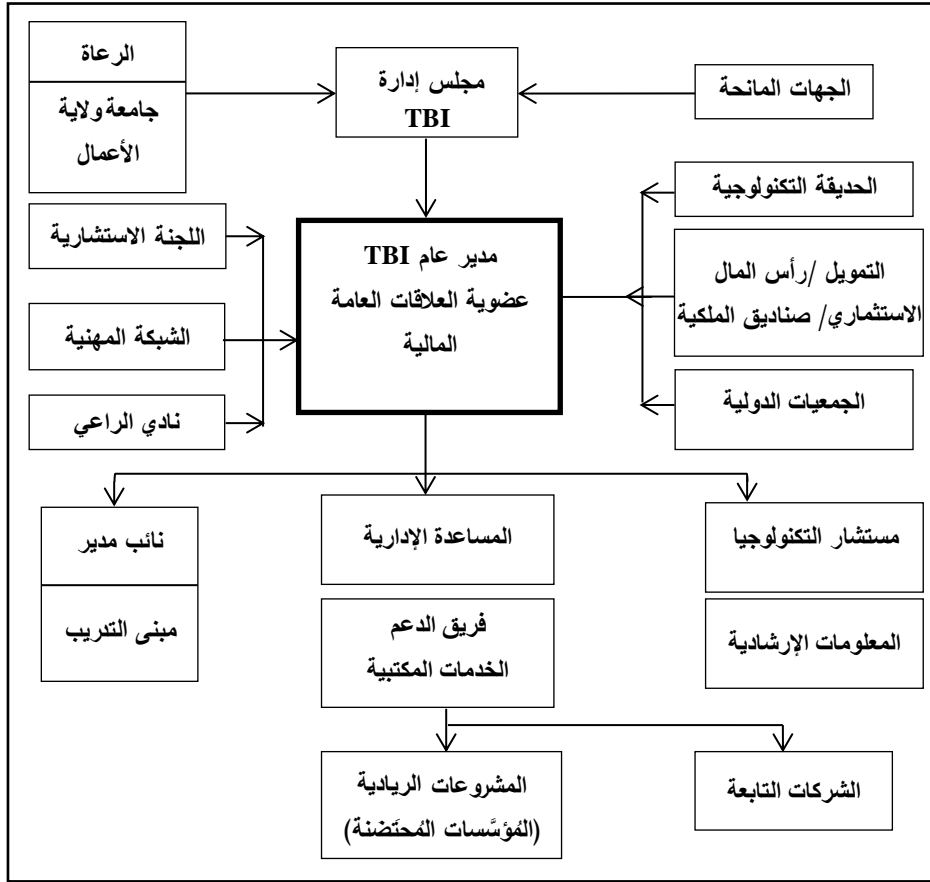 الرعاة
جامعة ولاية
الأعمال
مجلس إدارة
TBI
الجهات المانحة
الحديقة التكنولوجية
اللجنة الاستشارية
التمويل /رأس المال
الاستثماري/ صناديق الملكية
مدير عام TBI
عضوية العلاقات العامة
المالية
الشبكة المهنية
الجمعيات الدولية
نادي الراعي
نائب مدير
مبنى التدريب
المساعدة الإدارية
مستشار التكنولوجيا
فريق الدعم
الخدمات المكتبية
المعلومات الإرشادية
المشروعات الريادية
(المُؤسَّسات المُحتَضنة)
الشركات التابعة